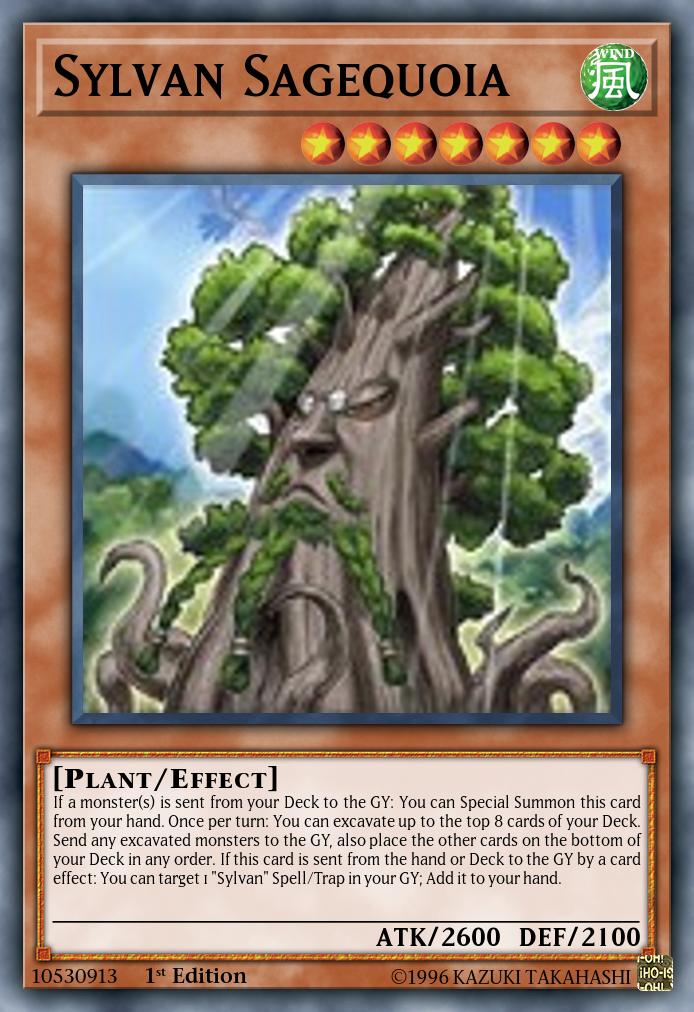 SYLVAN SAGEQUOIA
WIND
風
[PLANT/EFFECT]
If a monster(s) is sent from your Deck to the GY: You can Special Summon this card
from your hand. Once per turn: You can excavate up to the top 8 cards of your Deck.
Send any excavated monsters to the GY, also place the other cards on the bottom of
your Deck in any order. If this card is sent from the hand or Deck to the GY by a card
effect: You can target 1 "Sylvan" Spell/Trap in your GY; Add it to your hand.
ATK/2600 DEF/2100
10530913 1st Edition ©1996 KAZUKI TAKAHASHI